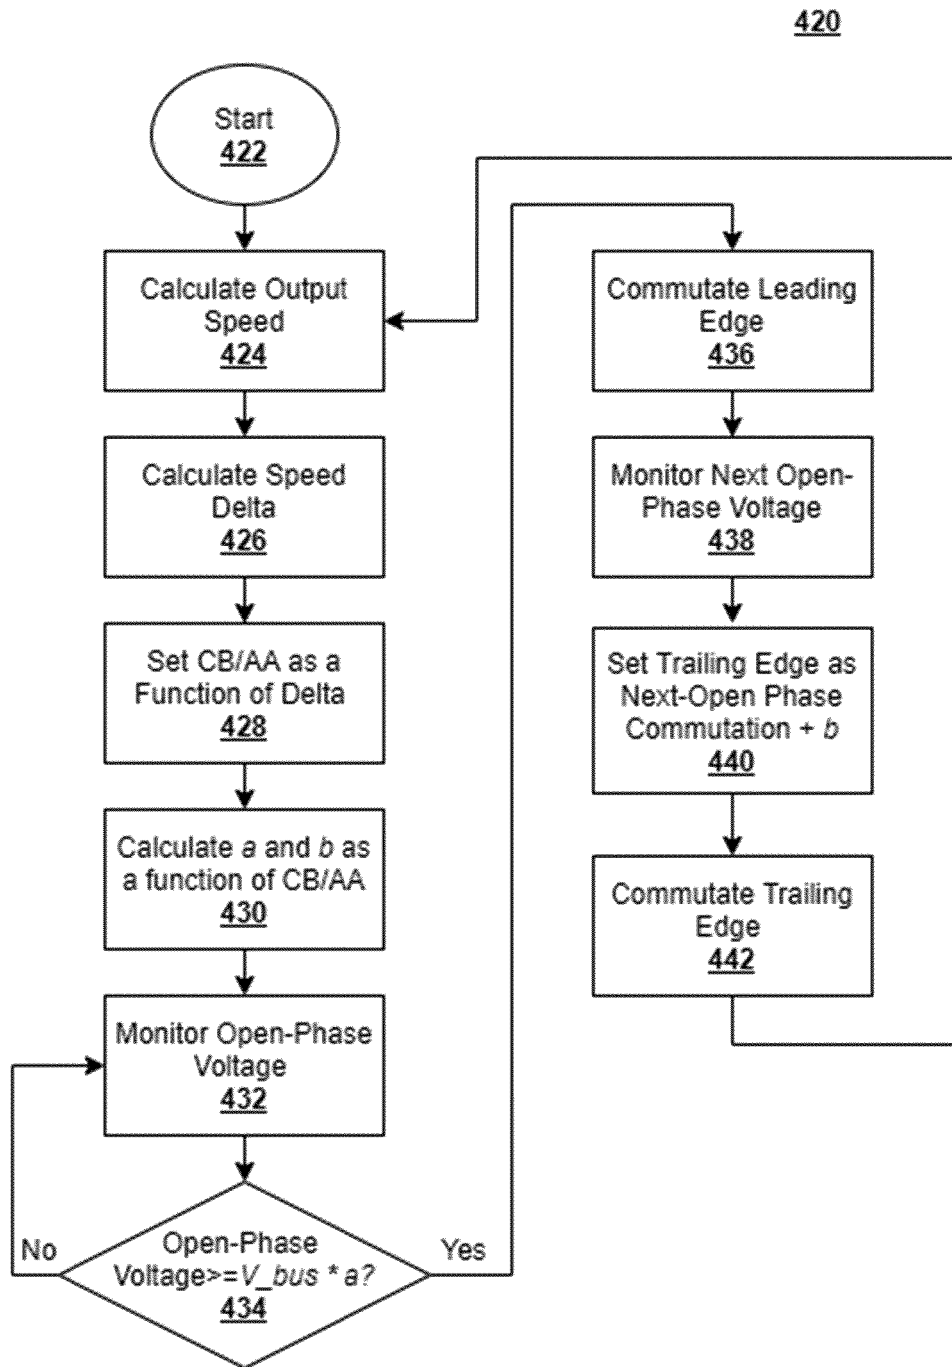 420
Start
422
Calculate Output
Speed
424
Calculate Speed
Delta
426
Set CB/AA as a
Function of Delta
428
Calculate a and b as
a function of CB/AA
430
Monitor Open-Phase
Voltage
432
Open-Phase
Voltage>=V_bus * a?
434
No
Yes
Commutate Leading
Edge
436
Monitor Next Open-
Phase Voltage
438
Set Trailing Edge as
Next-Open Phase
Commutation + b
440
Commutate Trailing
Edge
442